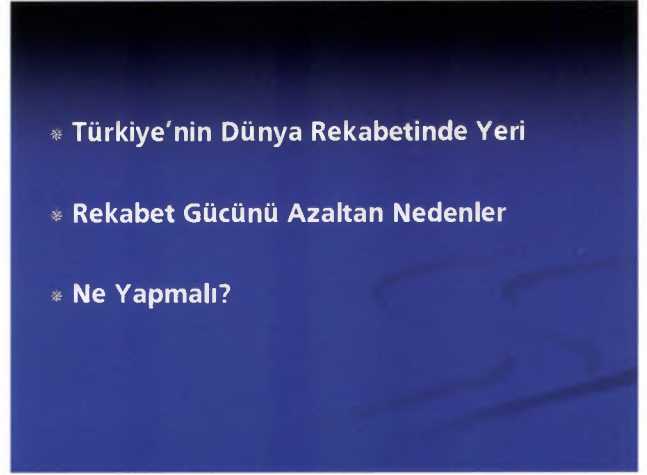 Türkiye'nin Dünya Rekabetinde Yeri
Rekabet Gücünü Azaltan Nedenler
Ne Yapmalı?